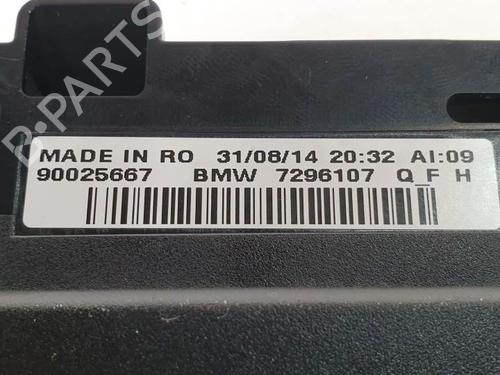 B-PARTS
MADE IN RO 31/08/14 20:32 AI:09
90025667 BMW 7296107 Q_F H